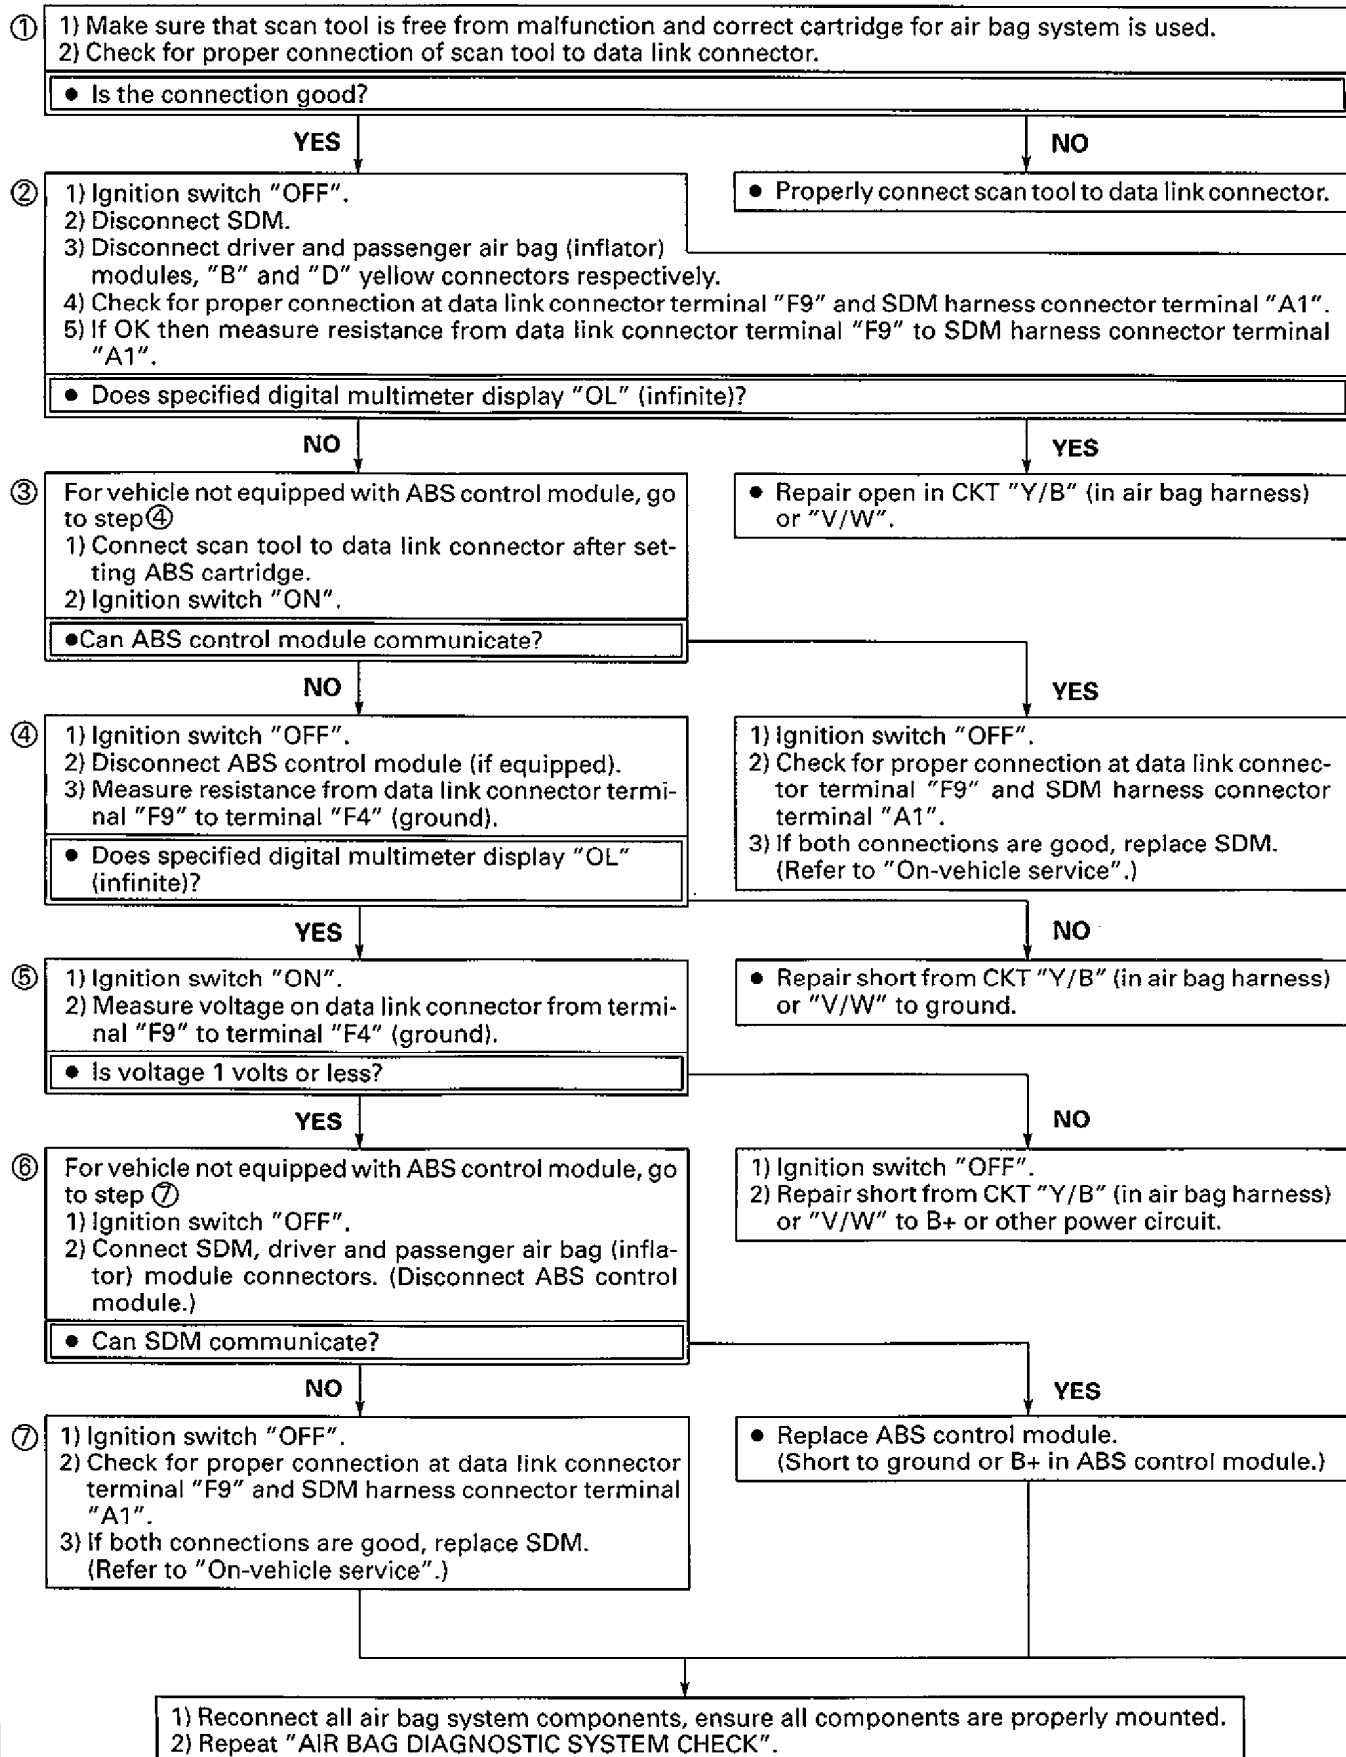 ① 1) Make sure that scan tool is free from malfunction and correct cartridge for air bag system is used.
2) Check for proper connection of scan tool to data link connector.
● Is the connection good?
YES
NO
② 1) Ignition switch "OFF".
2) Disconnect SDM.
3) Disconnect driver and passenger air bag (inflator)
modules, "B" and "D" yellow connectors respectively.
4) Check for proper connection at data link connector terminal "F9" and SDM harness connector terminal "A1".
5) If OK then measure resistance from data link connector terminal "F9" to SDM harness connector terminal
"A1".
● Does specified digital multimeter display "OL" (infinite)?
● Properly connect scan tool to data link connector.
NO
YES
③ For vehicle not equipped with ABS control module, go
to step④
1) Connect scan tool to data link connector after set-
ting ABS cartridge.
2) Ignition switch "ON".
●Can ABS control module communicate?
● Repair open in CKT "Y/B" (in air bag harness)
or "V/W".
NO
YES
④ 1) Ignition switch "OFF".
2) Disconnect ABS control module (if equipped).
3) Measure resistance from data link connector termi-
nal "F9" to terminal "F4" (ground).
● Does specified digital multimeter display "OL"
(infinite)?
1) Ignition switch "OFF".
2) Check for proper connection at data link connec-
tor terminal "F9" and SDM harness connector
terminal "A1".
3) If both connections are good, replace SDM.
(Refer to "On-vehicle service".)
YES
NO
⑤ 1) Ignition switch "ON".
2) Measure voltage on data link connector from termi-
nal "F9" to terminal "F4" (ground).
● Is voltage 1 volts or less?
● Repair short from CKT "Y/B" (in air bag harness)
or "V/W" to ground.
YES
NO
⑥ For vehicle not equipped with ABS control module, go
to step ⑦
1) Ignition switch "OFF".
2) Connect SDM, driver and passenger air bag (infla-
tor) module connectors. (Disconnect ABS control
module.)
● Can SDM communicate?
1) Ignition switch "OFF".
2) Repair short from CKT "Y/B" (in air bag harness)
or "V/W" to B+ or other power circuit.
NO
YES
⑦ 1) Ignition switch "OFF".
2) Check for proper connection at data link connector
terminal "F9" and SDM harness connector terminal
"A1".
3) If both connections are good, replace SDM.
(Refer to "On-vehicle service".)
● Replace ABS control module.
(Short to ground or B+ in ABS control module.)
1) Reconnect all air bag system components, ensure all components are properly mounted.
2) Repeat "AIR BAG DIAGNOSTIC SYSTEM CHECK".